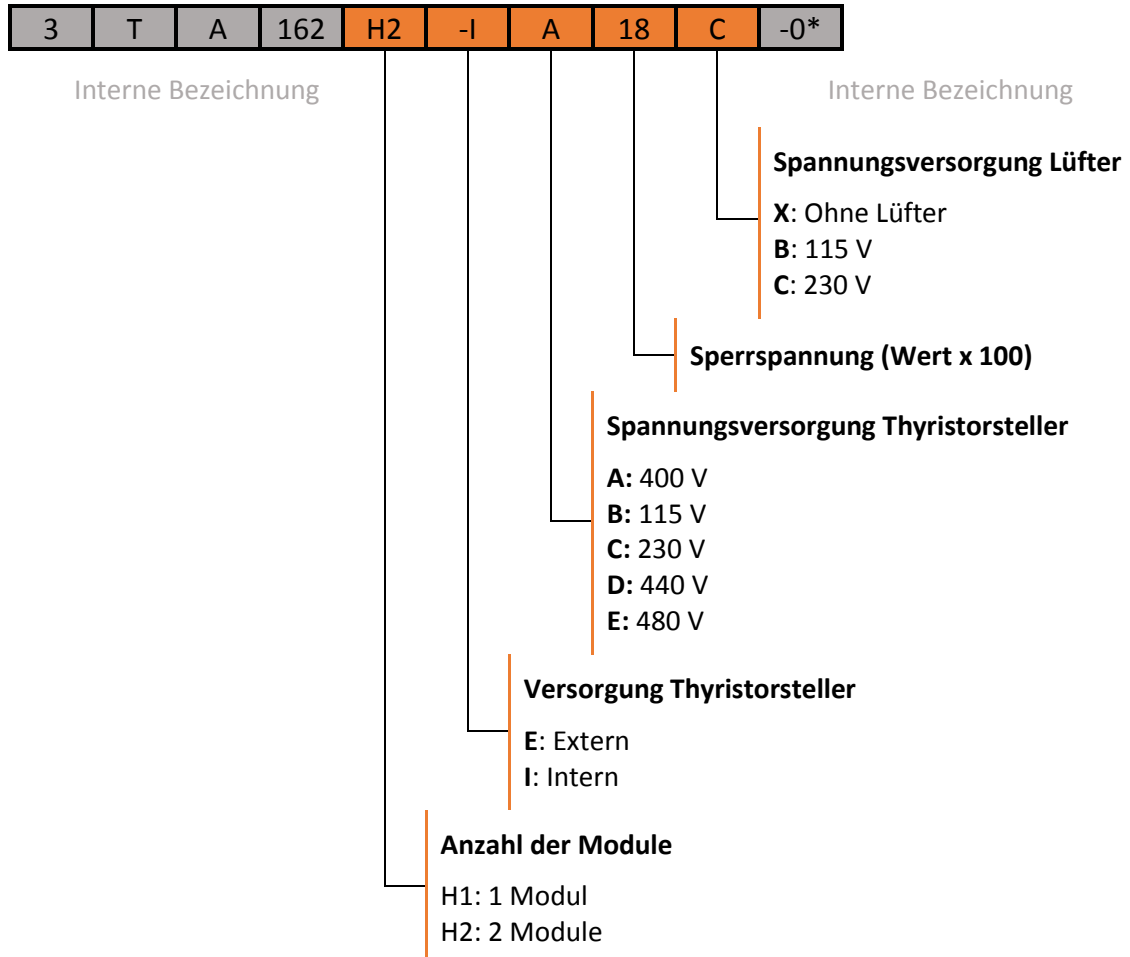 3 T A 162 H2 -I A 18 C -0*
Interne Bezeichnung Interne Bezeichnung
Spannungsversorgung Lüfter
X: Ohne Lüfter
B: 115 V
C: 230 V
Sperrspannung (Wert x 100)
Spannungsversorgung Thyristorsteller
A: 400 V
B: 115 V
C: 230 V
D: 440 V
E: 480 V
Versorgung Thyristorsteller
E: Extern
I: Intern
Anzahl der Module
H1: 1 Modul
H2: 2 Module